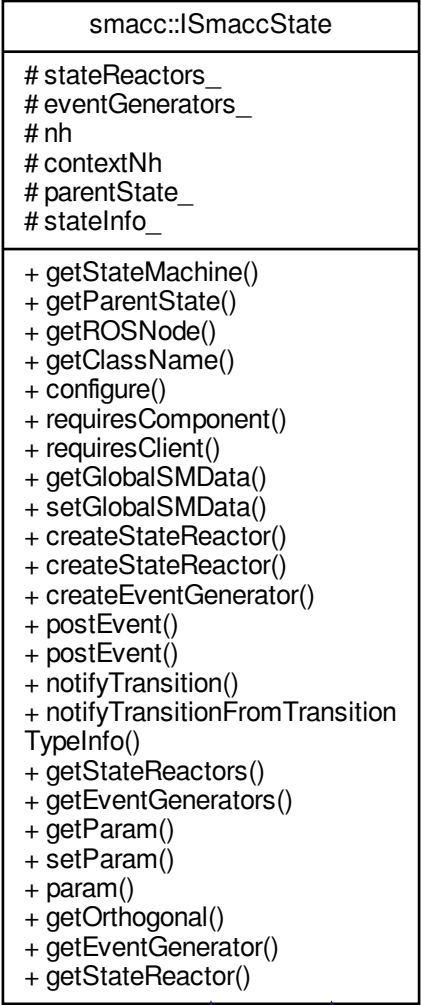 smacc::ISmaccState
# stateReactors_
# eventGenerators_
# nh
# contextNh
# parentState_
# stateInfo_
+ getStateMachine()
+ getParentState()
+ getROSNode()
+ getClassName()
+ configure()
+ requiresComponent()
+ requiresClient()
+ getGlobalSMData()
+ setGlobalSMData()
+ createStateReactor()
+ createStateReactor()
+ createEventGenerator()
+ postEvent()
+ postEvent()
+ notifyTransition()
+ notifyTransitionFromTransition
TypeInfo()
+ getStateReactors()
+ getEventGenerators()
+ getParam()
+ setParam()
+ param()
+ getOrthogonal()
+ getEventGenerator()
+ getStateReactor()